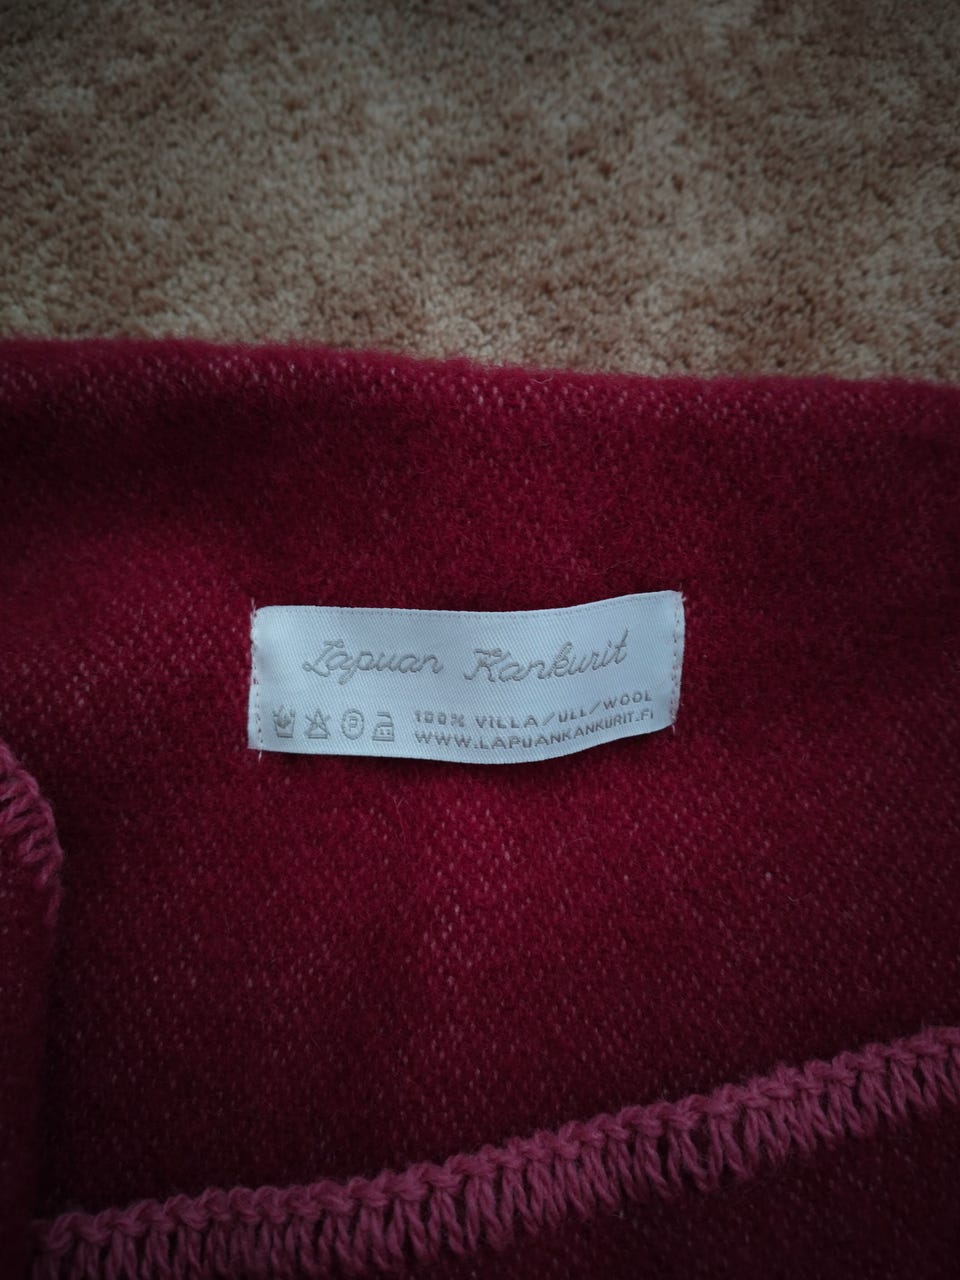 Lapuan Kankurit
P
100% VILLA/ULL/WOOL
WWW.LAPUANKANKURIT.FI